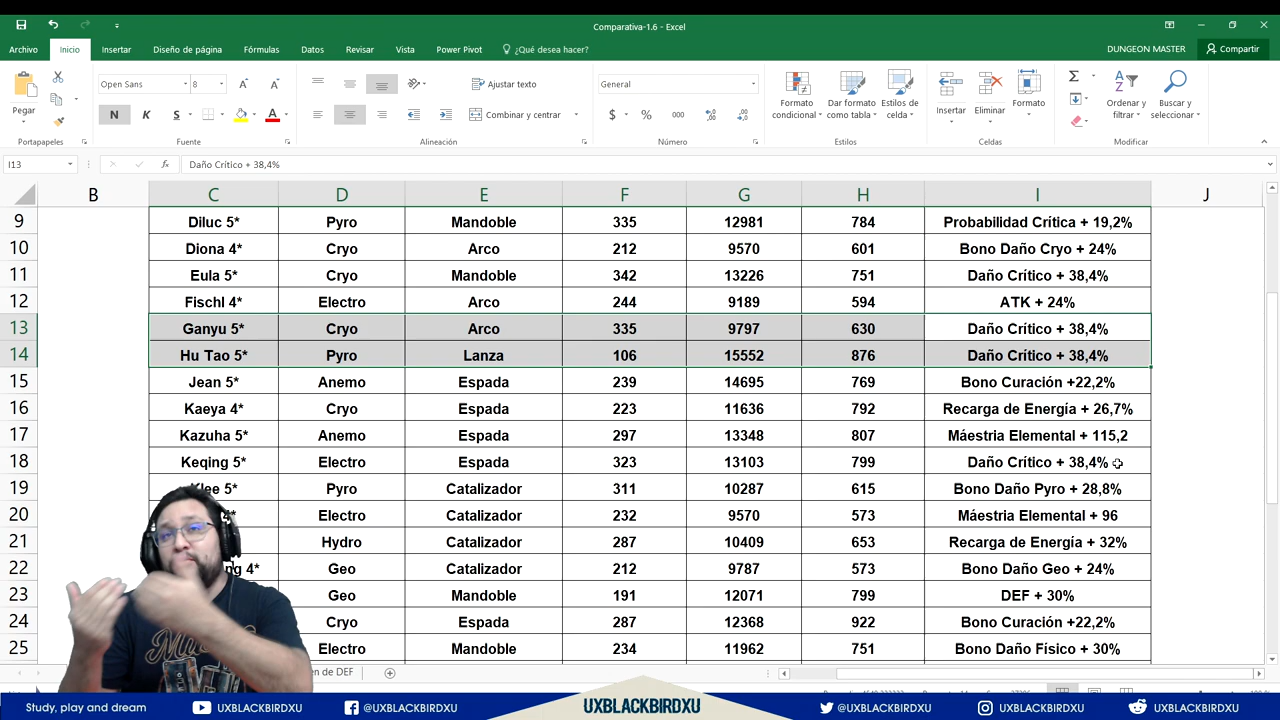 Comparativa-1.6 - Excel
Archivo Inicio Insertar Diseño de página Fórmulas Datos Revisar Vista Power Pivot ¿Qué desea hacer? DUNGEON MASTER Compartir
Pegar Open Sans 8 Ajustar texto General Formato condicional Dar formato como tabla Estilos de celda Insertar Eliminar Formato Ordenar y filtrar Buscar y seleccionar
N K S Combinar y centrar $ % 000
Portapapeles Fuente Alineación Número Estilos Celdas Modificar
I13 fx Daño Crítico + 38,4%
B C D E F G H I J
9 Diluc 5* Pyro Mandoble 335 12981 784 Probabilidad Crítica + 19,2%
10 Diona 4* Cryo Arco 212 9570 601 Bono Daño Cryo + 24%
11 Eula 5* Cryo Mandoble 342 13226 751 Daño Crítico + 38,4%
12 Fischl 4* Electro Arco 244 9189 594 ATK + 24%
13 Ganyu 5* Cryo Arco 335 9797 630 Daño Crítico + 38,4%
14 Hu Tao 5* Pyro Lanza 106 15552 876 Daño Crítico + 38,4%
15 Jean 5* Anemo Espada 239 14695 769 Bono Curación +22,2%
16 Kaeya 4* Cryo Espada 223 11636 792 Recarga de Energía + 26,7%
17 Kazuha 5* Anemo Espada 297 13348 807 Máestria Elemental + 115,2
18 Keqing 5* Electro Espada 323 13103 799 Daño Crítico + 38,4%
19 Klee 5* Pyro Catalizador 311 10287 615 Bono Daño Pyro + 28,8%
20 4* Electro Catalizador 232 9570 573 Máestria Elemental + 96
21 Hydro Catalizador 287 10409 653 Recarga de Energía + 32%
22 ng 4* Geo Catalizador 212 9787 573 Bono Daño Geo + 24%
23 Geo Mandoble 191 12071 799 DEF + 30%
24 Cryo Espada 287 12368 922 Bono Curación +22,2%
25 Electro Mandoble 234 11962 751 Bono Daño Físico + 30%
en de DEF
Study, play and dream UXBLACKBIRDXU @UXBLACKBIRDXU UXBLACKBIRDXU @UXBLACKBIRDXU UXBLACKBIRDXU